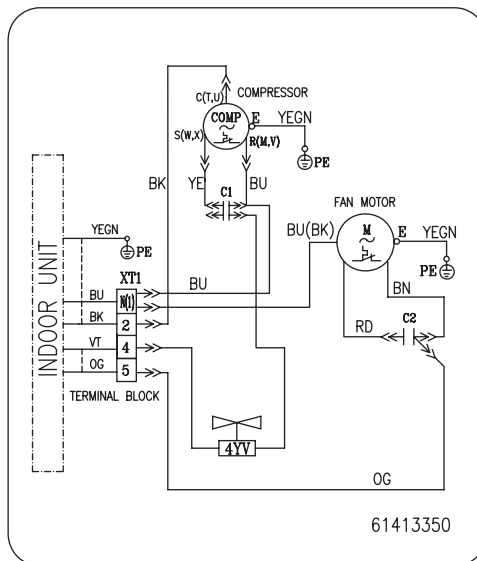 C(T,U) COMPRESSOR
COMP E YEGN
S(W,X) R(M,V)
PE
BK YE C1 BU
FAN MOTOR
BU(BK) M E YEGN
INDOOR UNIT
YEGN
PE
PE
XT1 BU
BN
BU N(1)
BK 2
RD C2
VT 4
OG 5
TERMINAL BLOCK
4YV
OG
61413350